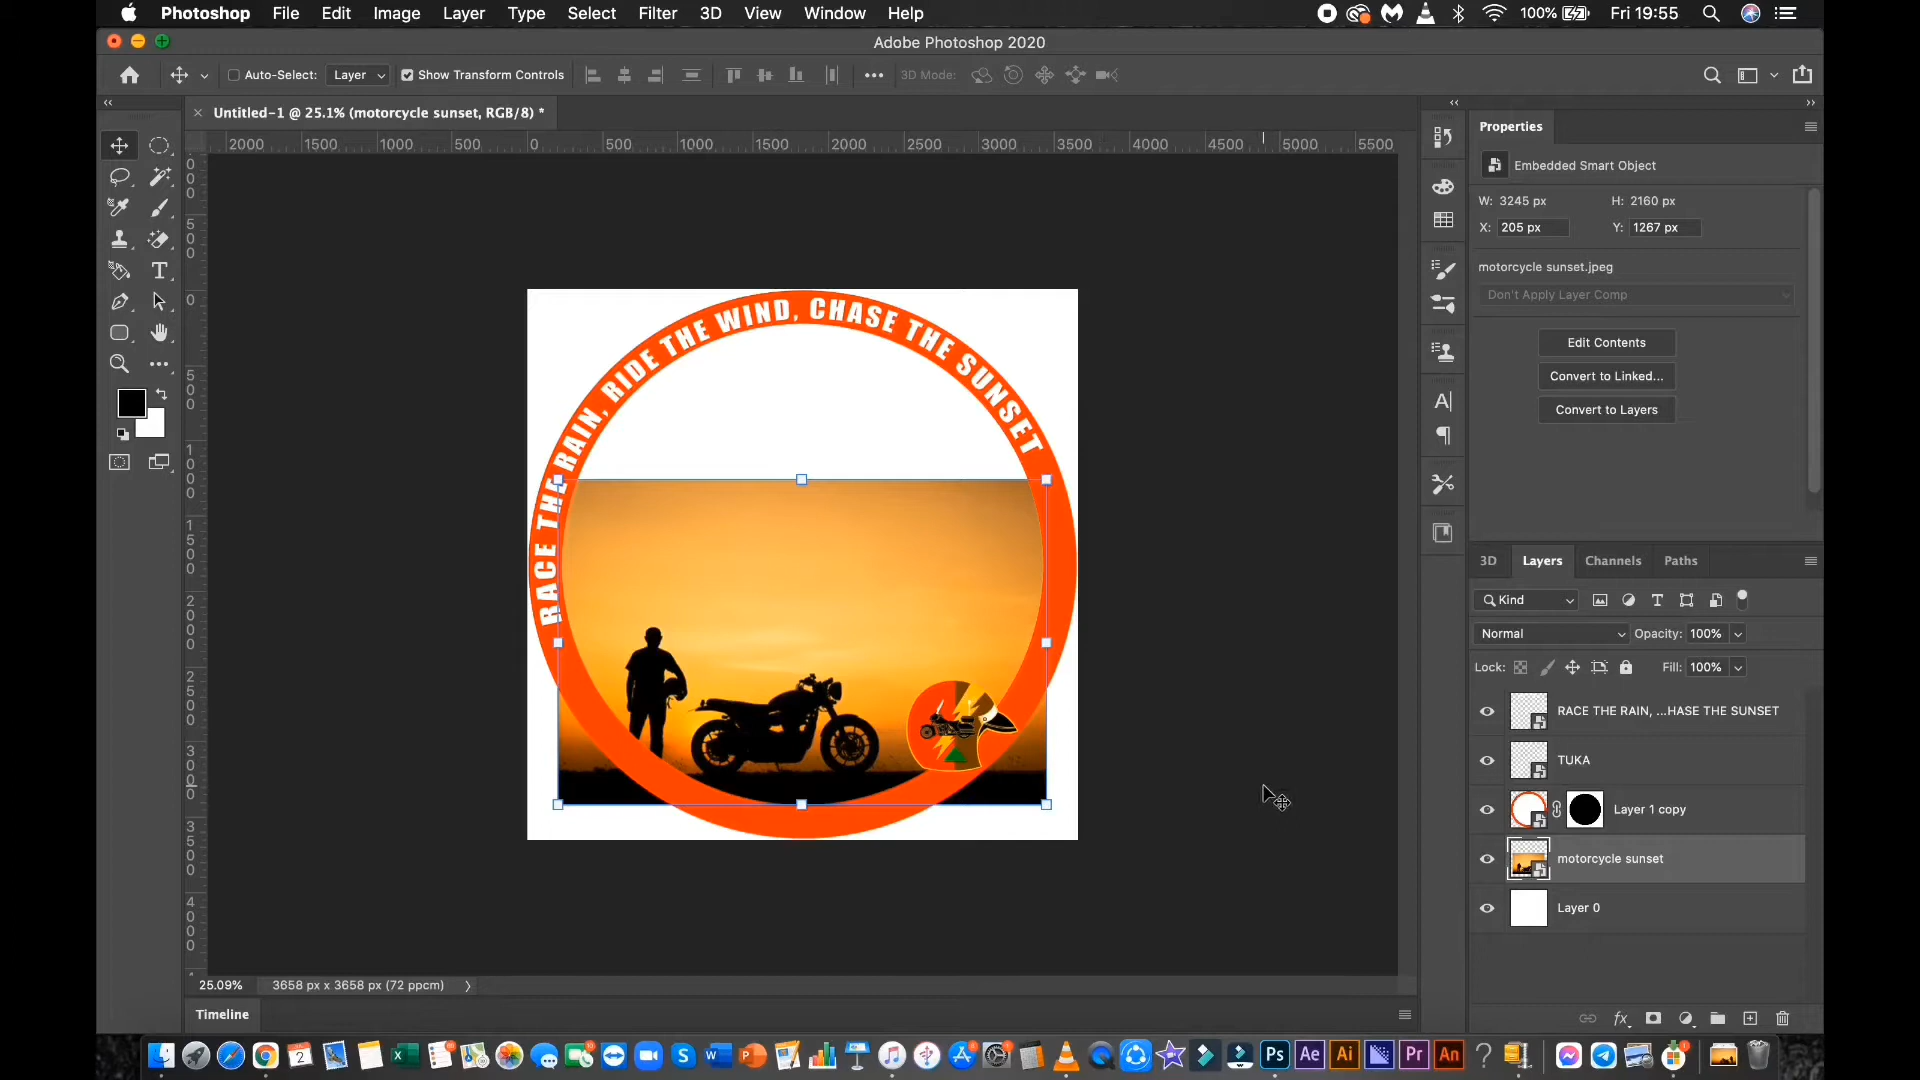 Photoshop File Edit Image Layer Type Select Filter 3D View Window Help 100% Fri 19:55
Adobe Photoshop 2020
Auto-Select: Layer Show Transform Controls 3D Mode:
Untitled-1 @ 25.1% (motorcycle sunset, RGB/8) *
2000 1500 1000 500 0 500 1000 1500 2000 2500 3000 3500 4000 4500 5000 5500
RACE THE RAIN, RIDE THE WIND, CHASE THE SUNSET
Properties
Embedded Smart Object
W: 3245 px H: 2160 px
X: 205 px Y: 1267 px
motorcycle sunset.jpeg
Don't Apply Layer Comp
Edit Contents
Convert to Linked...
Convert to Layers
3D Layers Channels Paths
Kind
Normal Opacity: 100%
Lock: Fill: 100%
RACE THE RAIN, ...HASE THE SUNSET
TUKA
Layer 1 copy
motorcycle sunset
Layer 0
25.09% 3658 px x 3658 px (72 ppcm)
Timeline
Ps Ae Ai Pr An